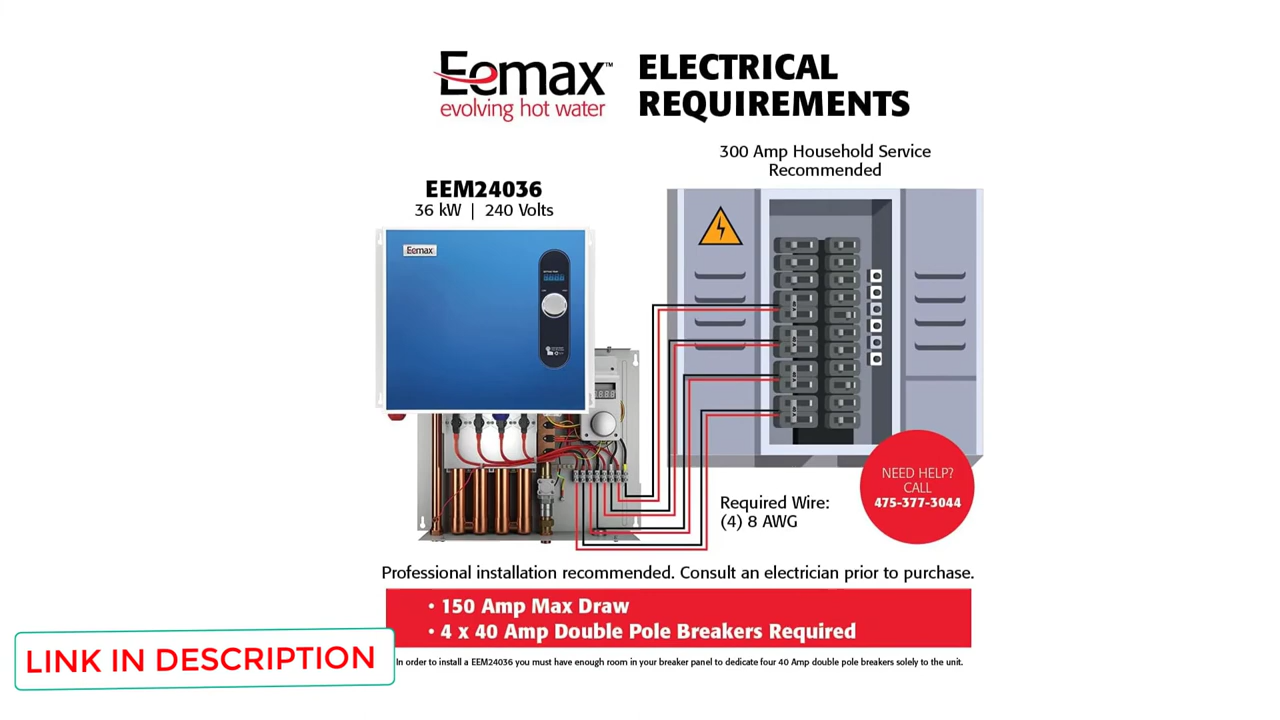 Eemax™
evolving hot water
ELECTRICAL
REQUIREMENTS
300 Amp Household Service
Recommended
EEM24036
36 kW | 240 Volts
Eemax
NEED HELP?
CALL
475-377-3044
Required Wire:
(4) 8 AWG
Professional installation recommended. Consult an electrician prior to purchase.
• 150 Amp Max Draw
• 4 x 40 Amp Double Pole Breakers Required
In order to install a EEM24036 you must have enough room in your breaker panel to dedicate four 40 Amp double pole breakers solely to the unit.
LINK IN DESCRIPTION